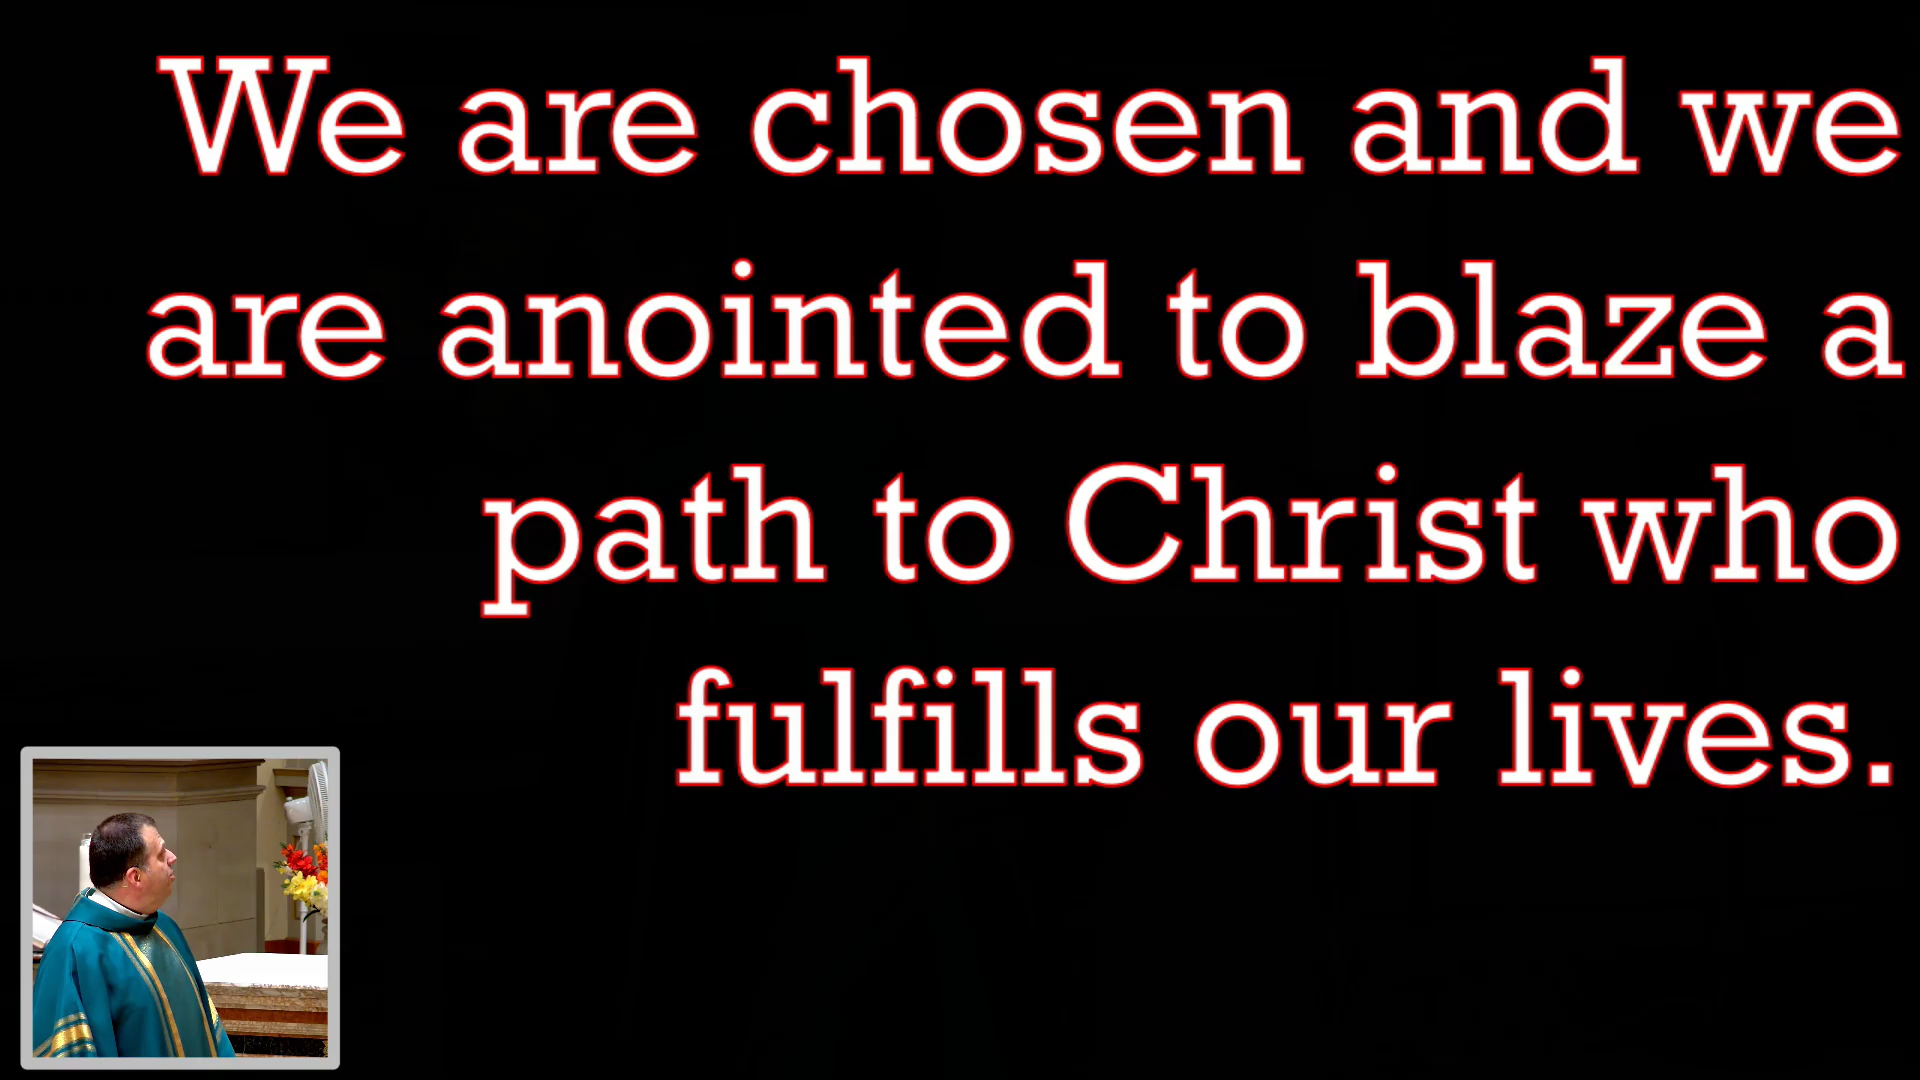 We are chosen and we
are anointed to blaze a
path to Christ who
fulfills our lives.